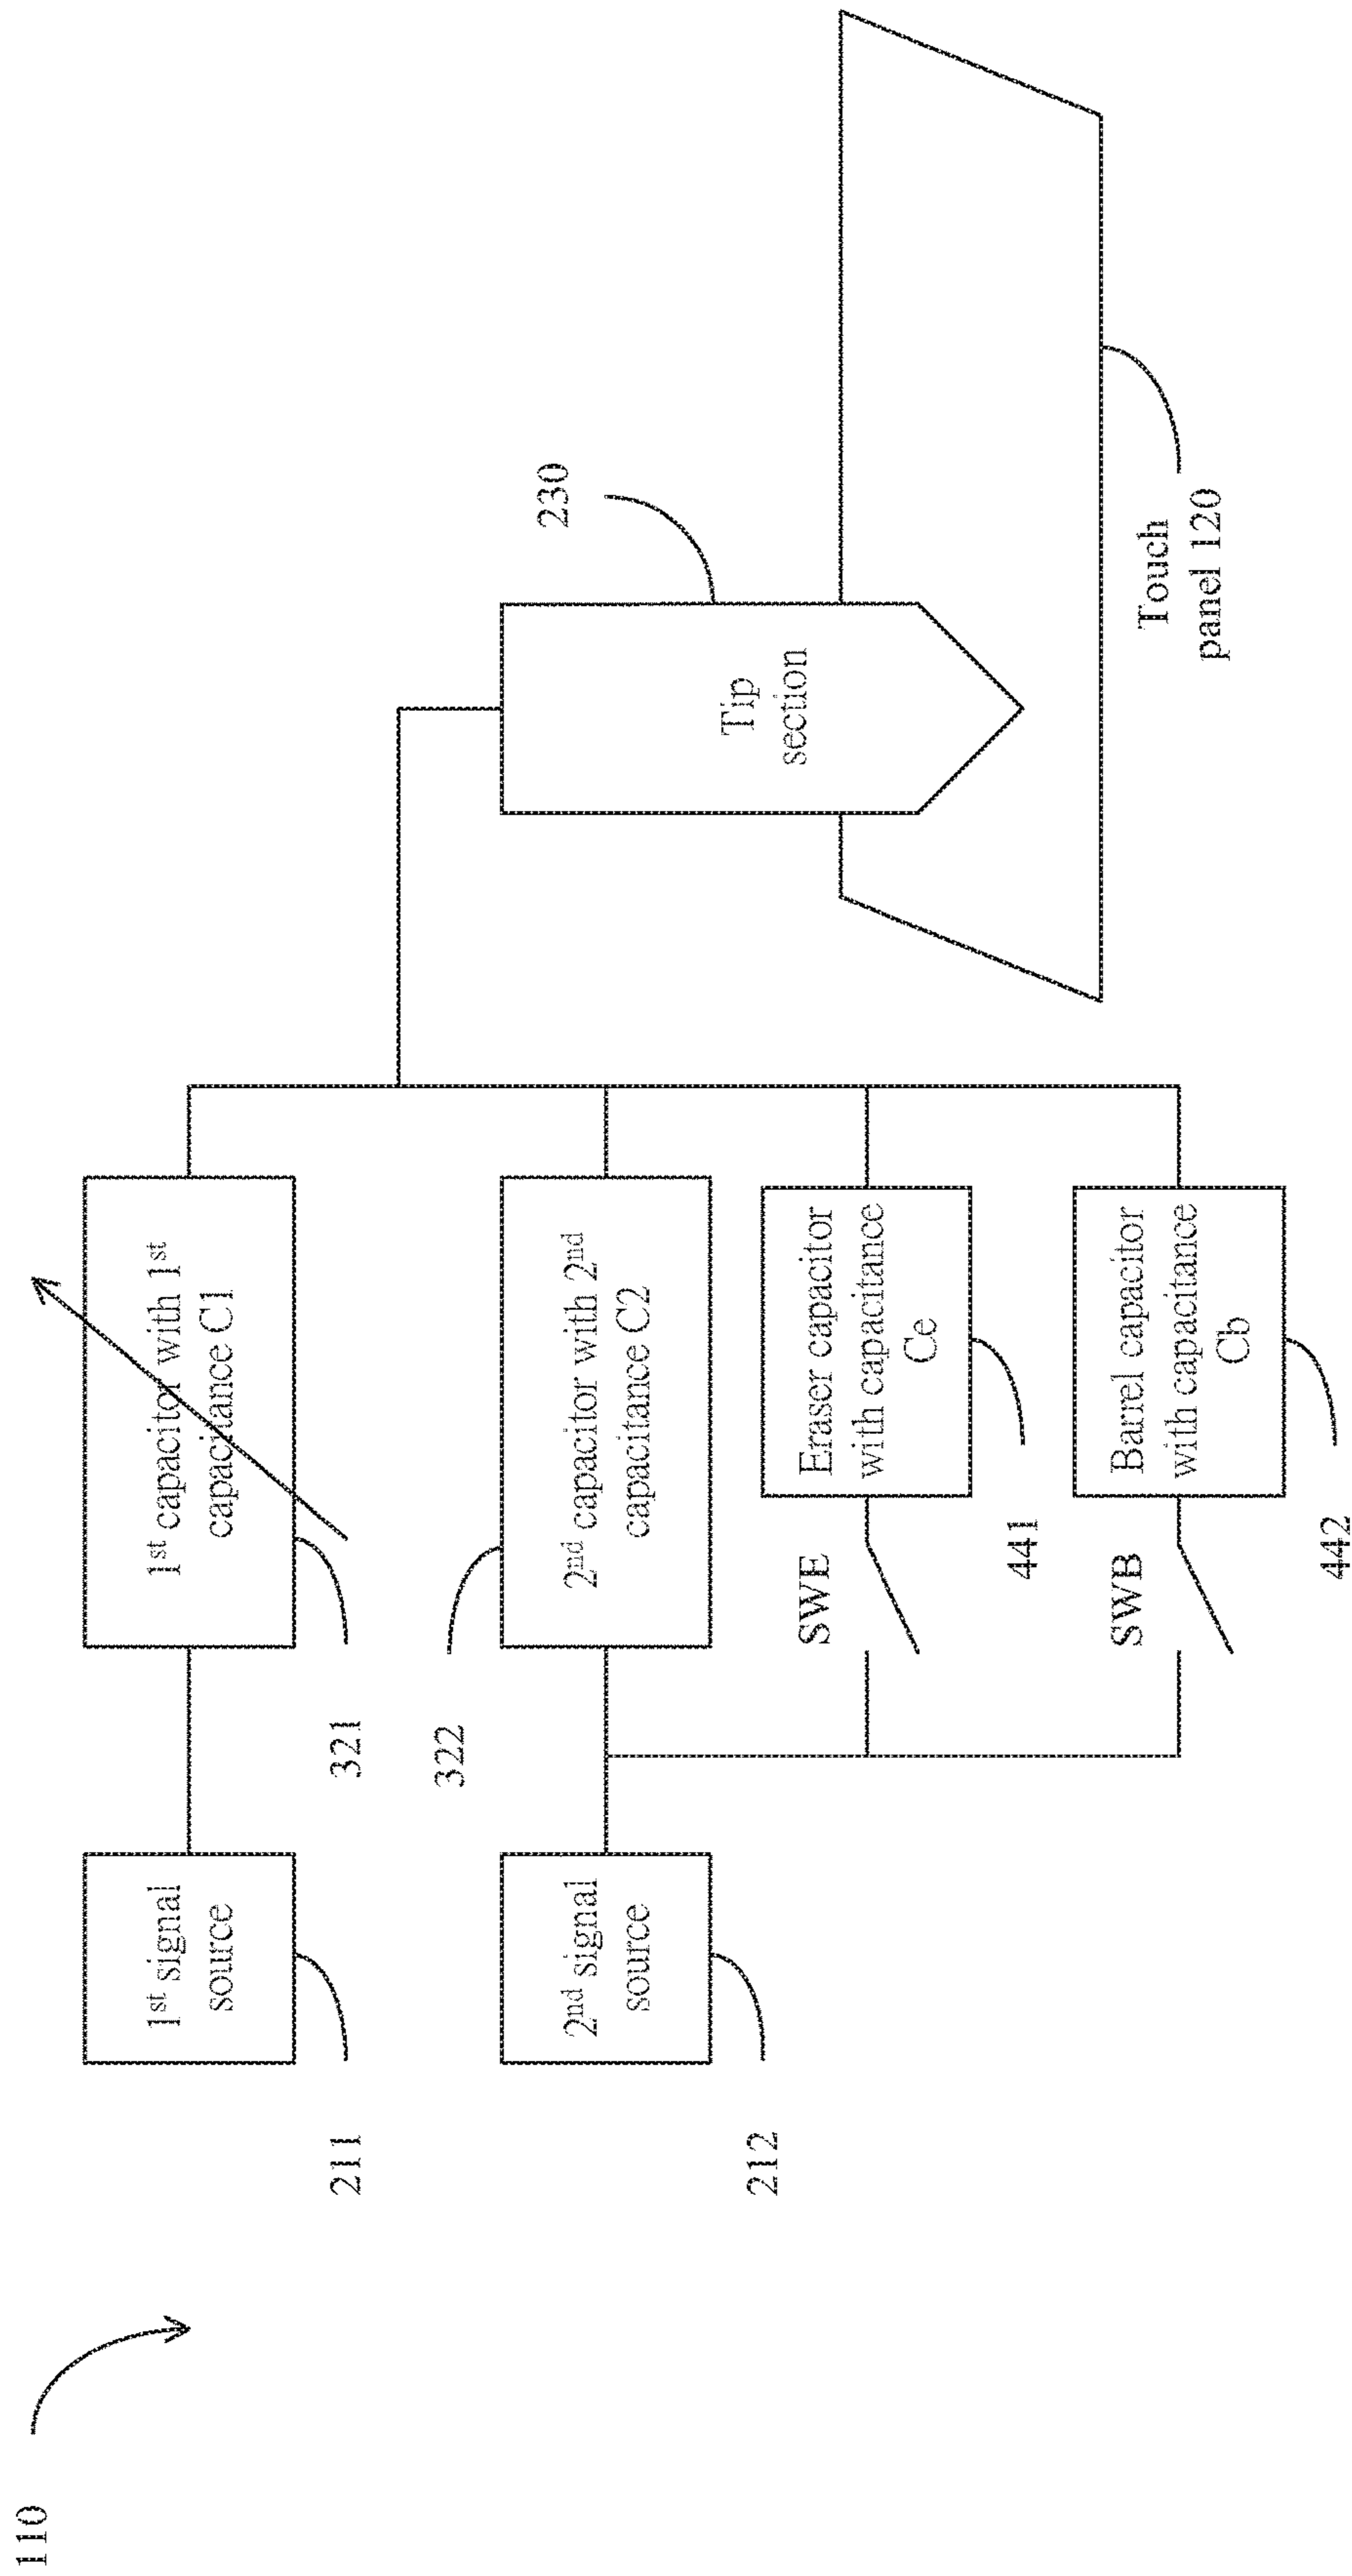 110
211
1st signal
source
321
1st capacitor with 1st
capacitance C1
212
2nd signal
source
322
2nd capacitor with 2nd
capacitance C2
SWE
441
Eraser capacitor
with capacitance
Ce
SWB
442
Barrel capacitor
with capacitance
Cb
230
Tip
section
Touch
panel 120